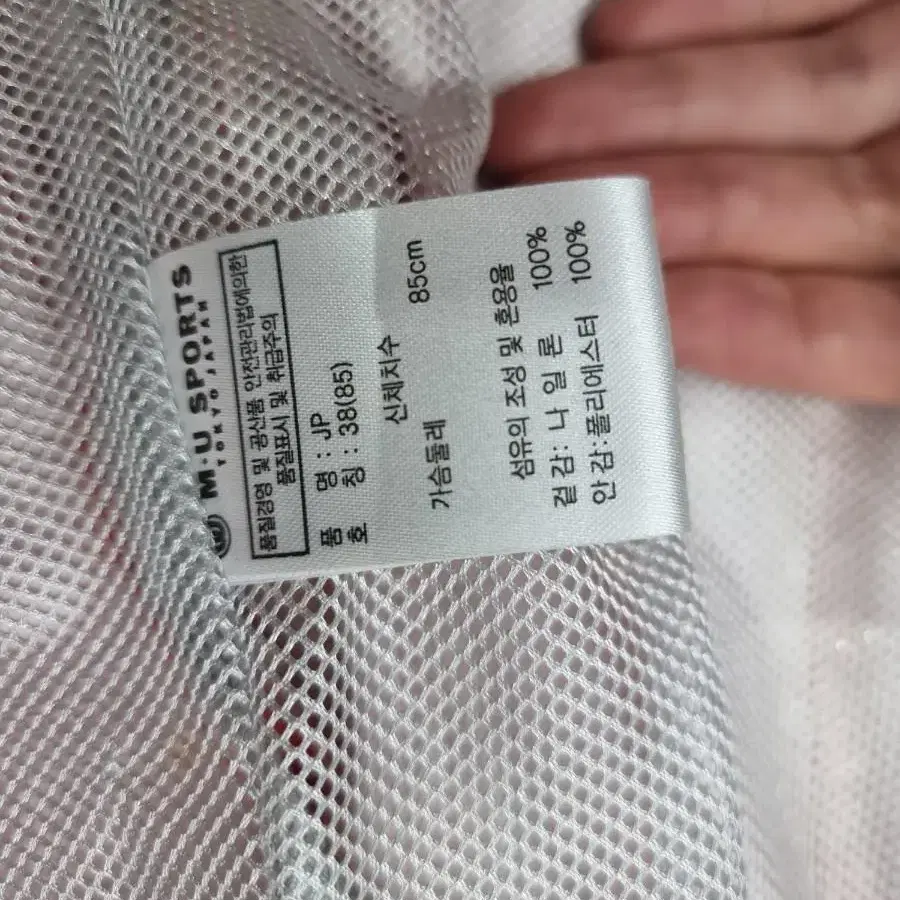 M·U SPORTS
TOKYO JAPAN
품질경영 및 공산품 안전관리법에의한
품질표시 및 취급주의
품 명 : JP
호 칭 : 38(85)
신체치수
가슴둘레 85cm
섬유의 조성 및 혼용율
겉 감 : 나 일 론 100%
안 감 : 폴리에스터 100%